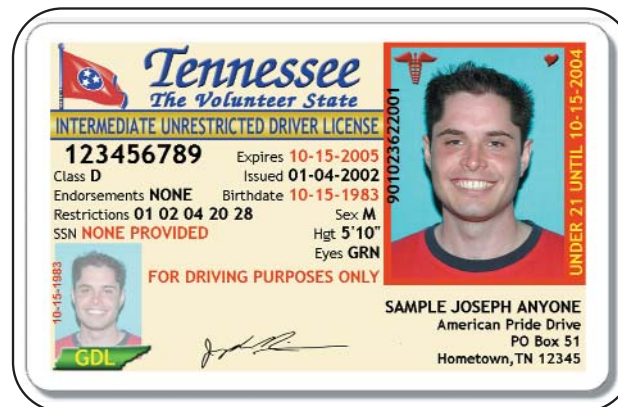 Tennessee
The Volunteer State
INTERMEDIATE UNRESTRICTED DRIVER LICENSE
123456789
Expires 10-15-2005
Class D
Issued 01-04-2002
Endorsements NONE
Birthdate 10-15-1983
Restrictions 01 02 04 20 28
Sex M
SSN NONE PROVIDED
Hgt 5'10"
Eyes GRN
FOR DRIVING PURPOSES ONLY
10-15-1983
GDL
901023622001
UNDER 21 UNTIL 10-15-2004
SAMPLE JOSEPH ANYONE
American Pride Drive
PO Box 51
Hometown,TN 12345